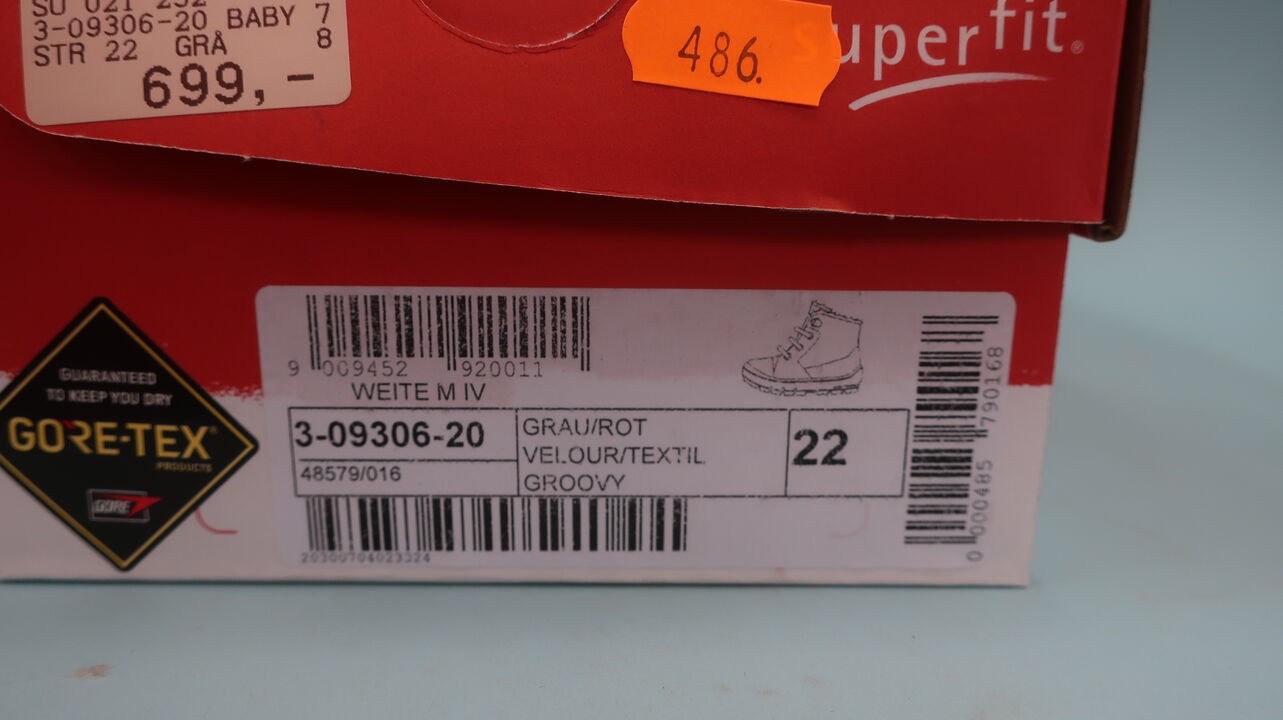 SU 021 252
3-09306-20 BABY 7
STR 22 GRÅ 8
699,-
486.
superfit®
GUARANTEED
TO KEEP YOU DRY
GORE-TEX®
PRODUCTS
GORE
9 009452 920011
WEITE M IV
3-09306-20
48579/016
GRAU/ROT
VELOUR/TEXTIL
GROOVY
22
20300704023324
0 000485 790168